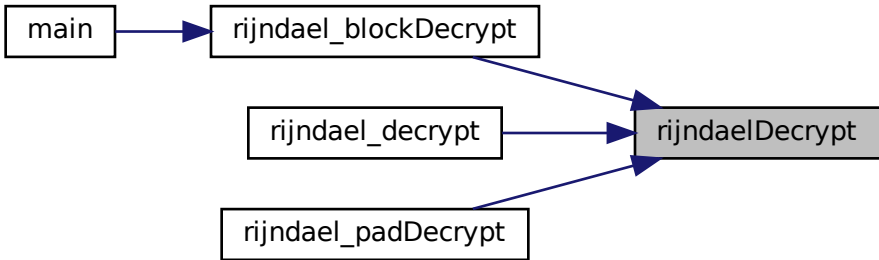 main
rijndael_blockDecrypt
rijndael_decrypt
rijndaelDecrypt
rijndael_padDecrypt